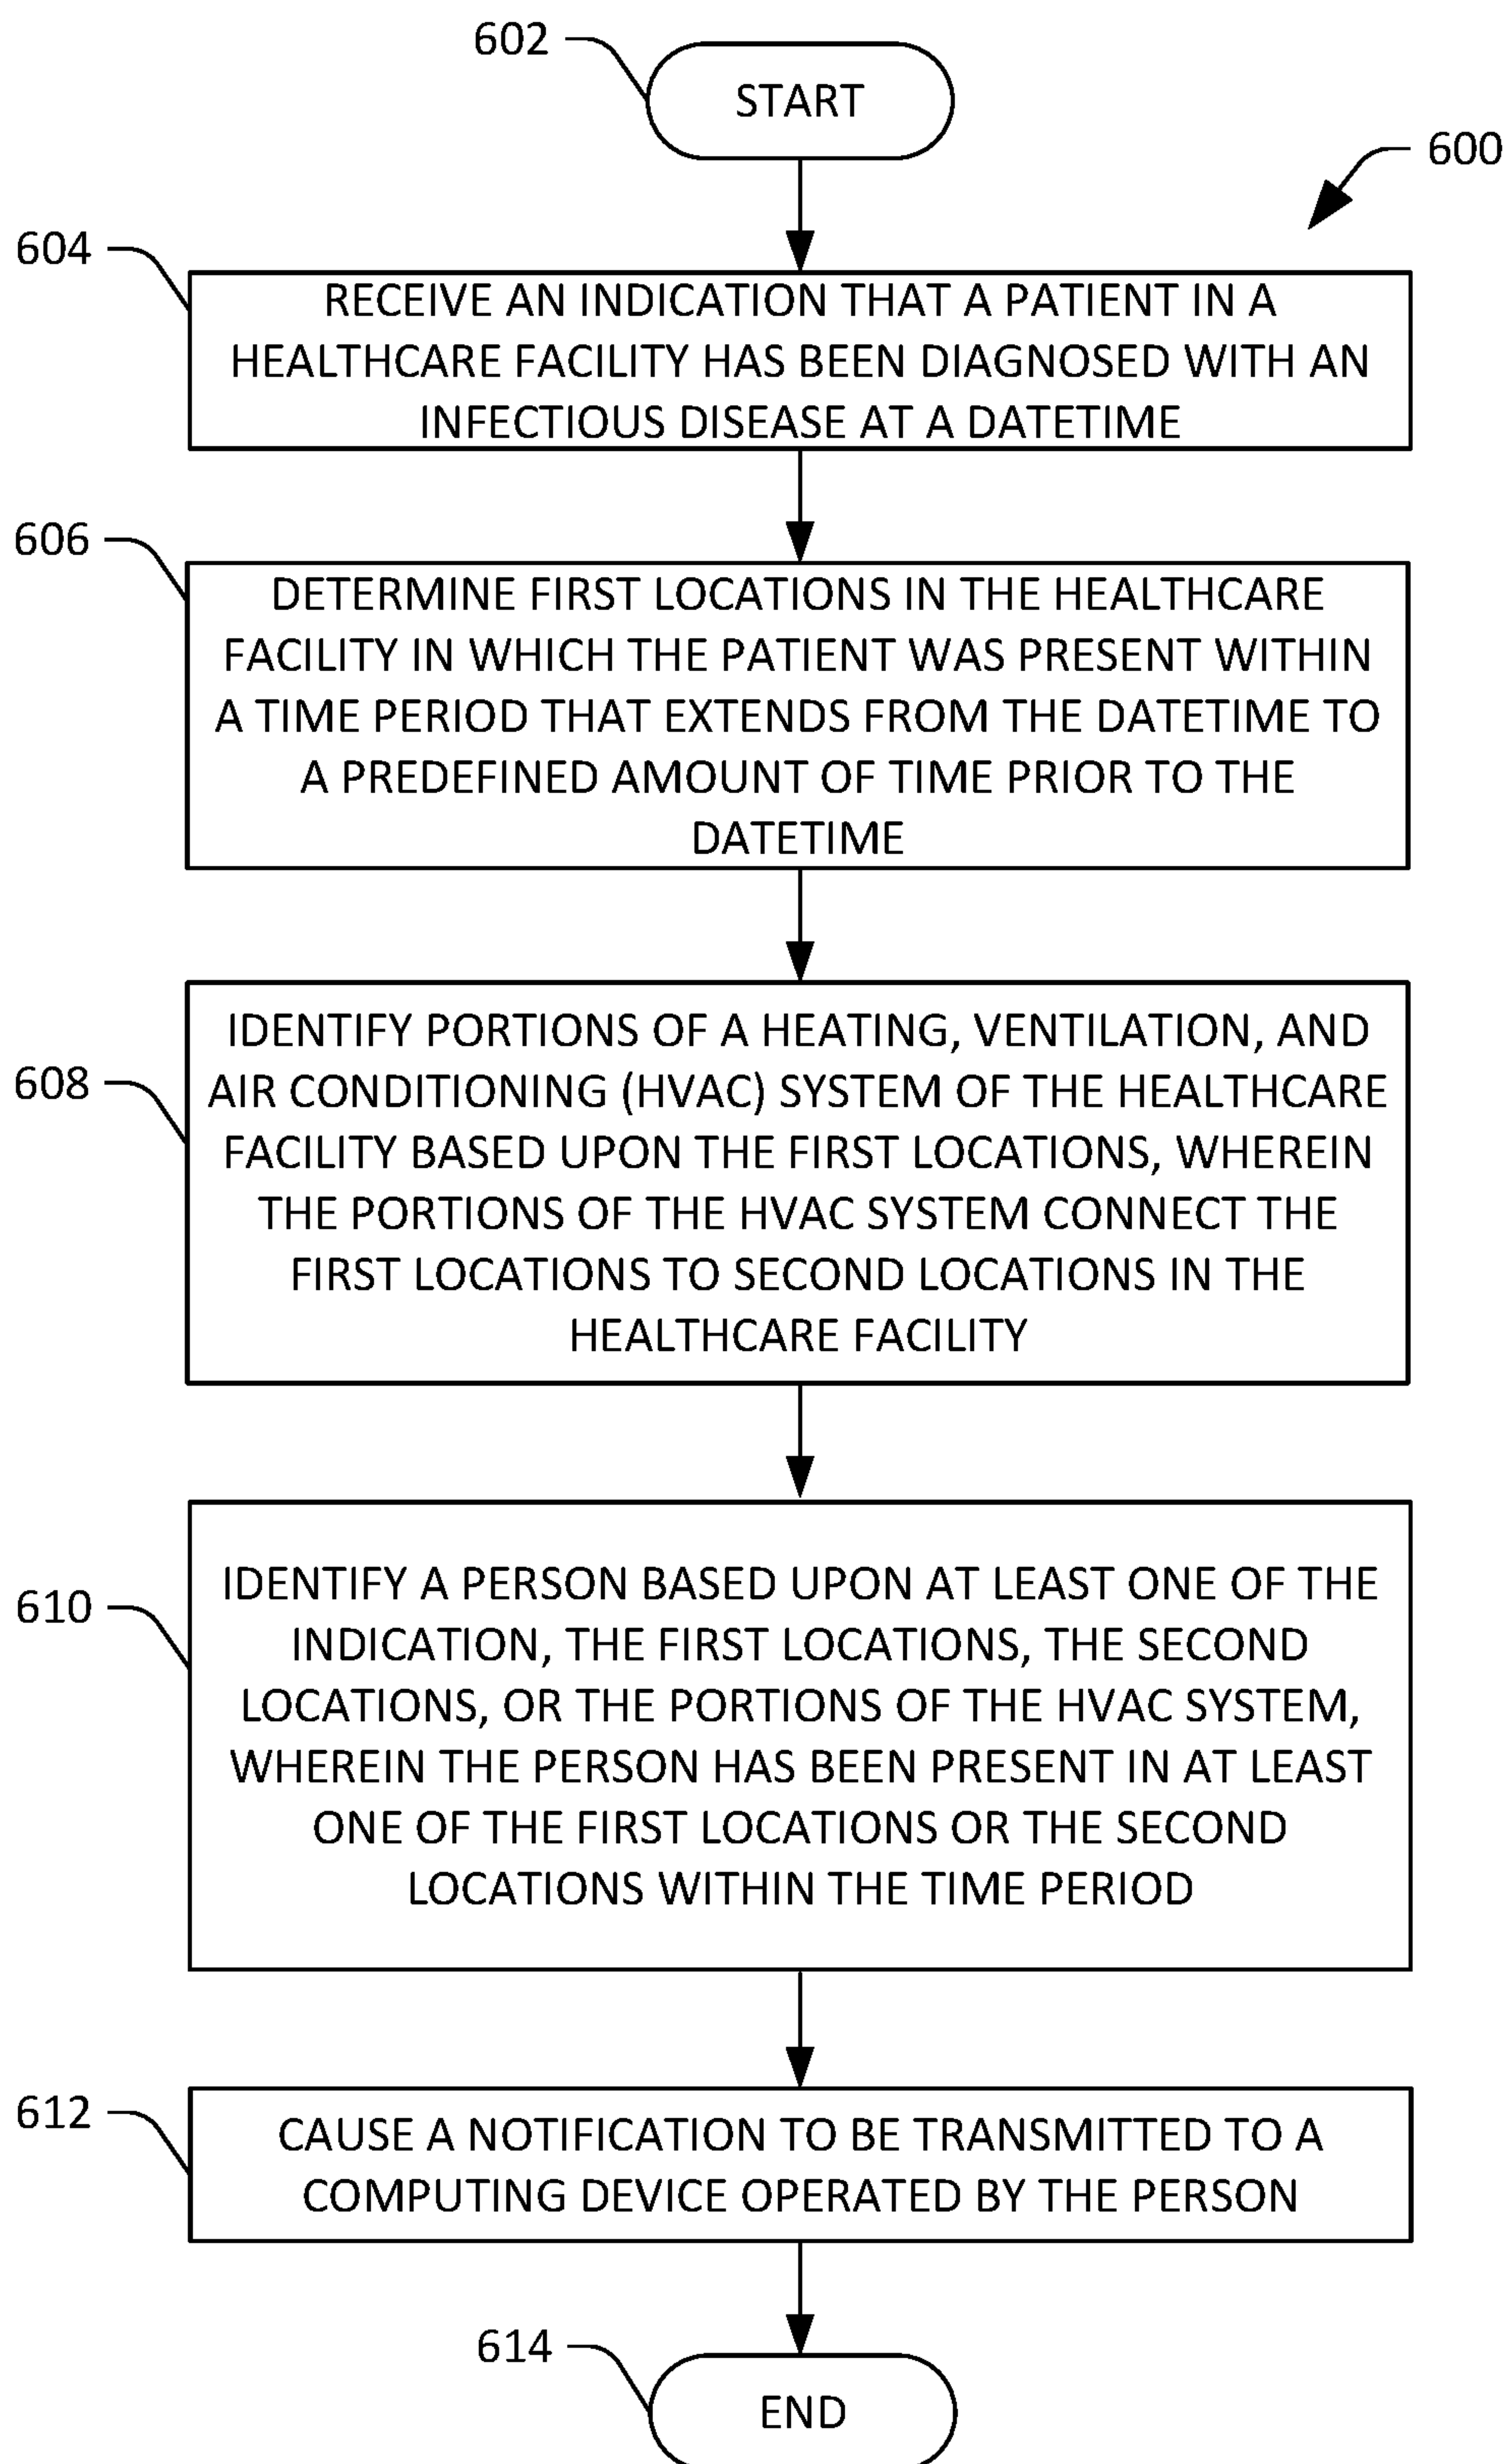 602
START
600
604
RECEIVE AN INDICATION THAT A PATIENT IN A
HEALTHCARE FACILITY HAS BEEN DIAGNOSED WITH AN
INFECTIOUS DISEASE AT A DATETIME
606
DETERMINE FIRST LOCATIONS IN THE HEALTHCARE
FACILITY IN WHICH THE PATIENT WAS PRESENT WITHIN
A TIME PERIOD THAT EXTENDS FROM THE DATETIME TO
A PREDEFINED AMOUNT OF TIME PRIOR TO THE
DATETIME
608
IDENTIFY PORTIONS OF A HEATING, VENTILATION, AND
AIR CONDITIONING (HVAC) SYSTEM OF THE HEALTHCARE
FACILITY BASED UPON THE FIRST LOCATIONS, WHEREIN
THE PORTIONS OF THE HVAC SYSTEM CONNECT THE
FIRST LOCATIONS TO SECOND LOCATIONS IN THE
HEALTHCARE FACILITY
610
IDENTIFY A PERSON BASED UPON AT LEAST ONE OF THE
INDICATION, THE FIRST LOCATIONS, THE SECOND
LOCATIONS, OR THE PORTIONS OF THE HVAC SYSTEM,
WHEREIN THE PERSON HAS BEEN PRESENT IN AT LEAST
ONE OF THE FIRST LOCATIONS OR THE SECOND
LOCATIONS WITHIN THE TIME PERIOD
612
CAUSE A NOTIFICATION TO BE TRANSMITTED TO A
COMPUTING DEVICE OPERATED BY THE PERSON
614
END